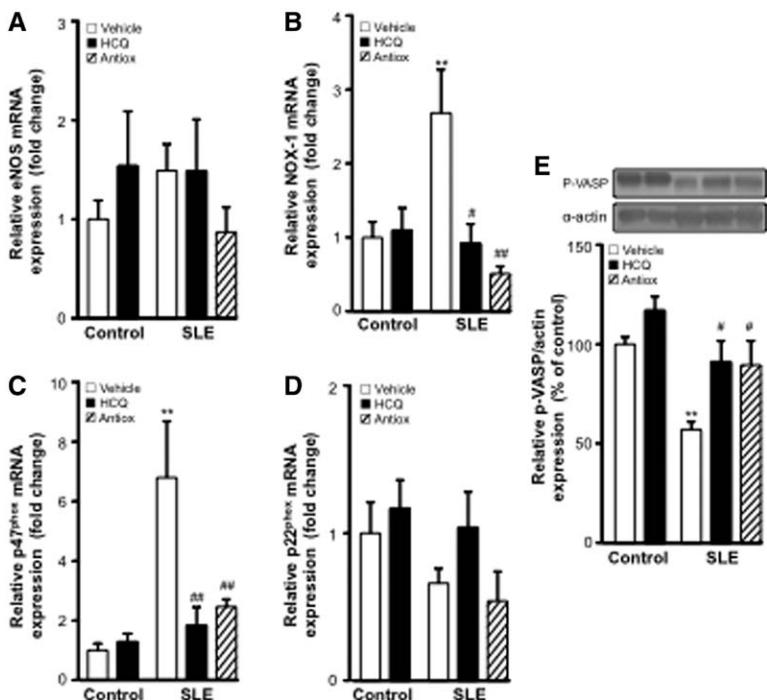 A
3
2
1
0
Vehicle
HCQ
Antiox
Relative eNOS mRNA
expression (fold change)
Control SLE
B
4
3
2
1
0
Vehicle
HCQ
Antiox
Relative NOX-1 mRNA
expression (fold change)
**
#
##
Control SLE
C
10
8
6
4
2
0
Vehicle
HCQ
Antiox
Relative p47phox mRNA
expression (fold change)
**
##
##
Control SLE
D
2
1
0
Vehicle
HCQ
Antiox
Relative p22phox mRNA
expression (fold change)
Control SLE
E
P-VASP
α-actin
150
100
50
0
Vehicle
HCQ
Antiox
Relative p-VASP/actin
expression (% of control)
**
#
#
Control SLE